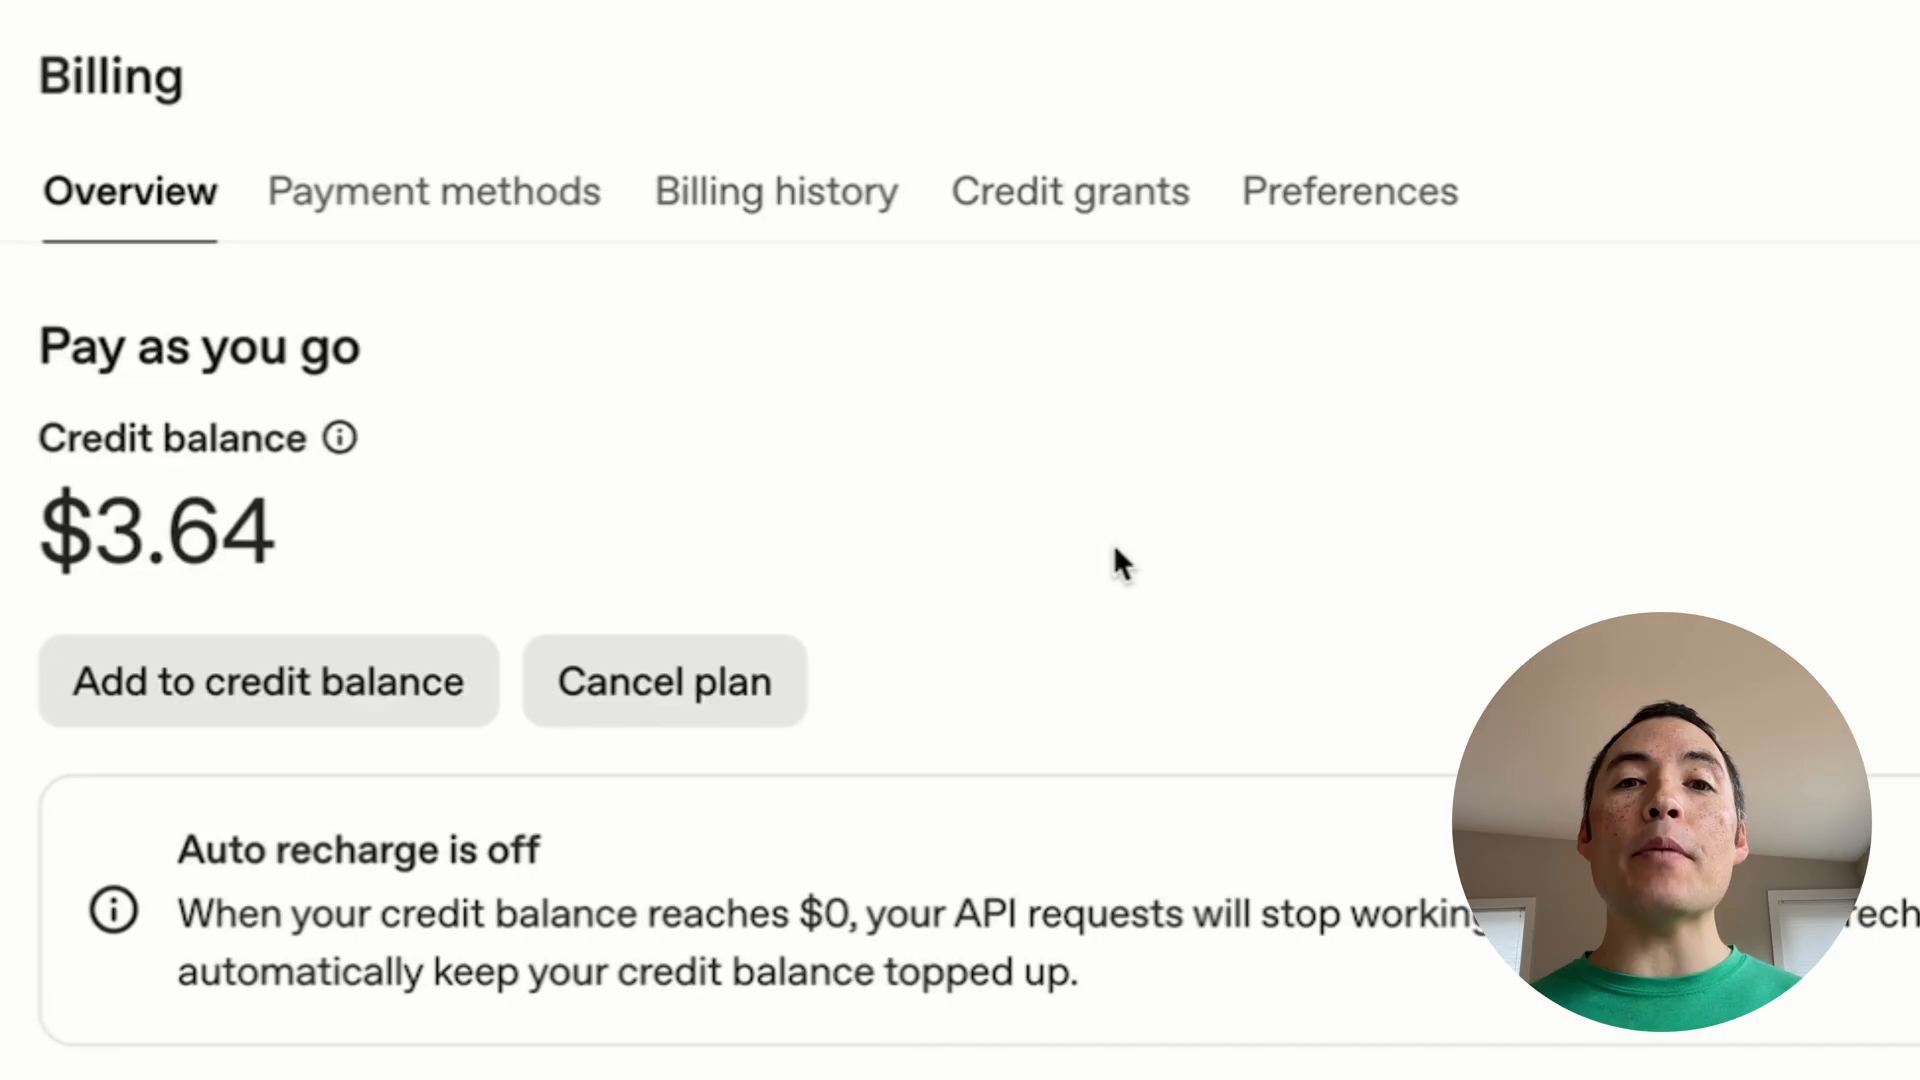 Billing
Overview Payment methods Billing history Credit grants Preferences
Pay as you go
Credit balance
$3.64
Add to credit balance Cancel plan
Auto recharge is off
When your credit balance reaches $0, your API requests will stop working
automatically keep your credit balance topped up.